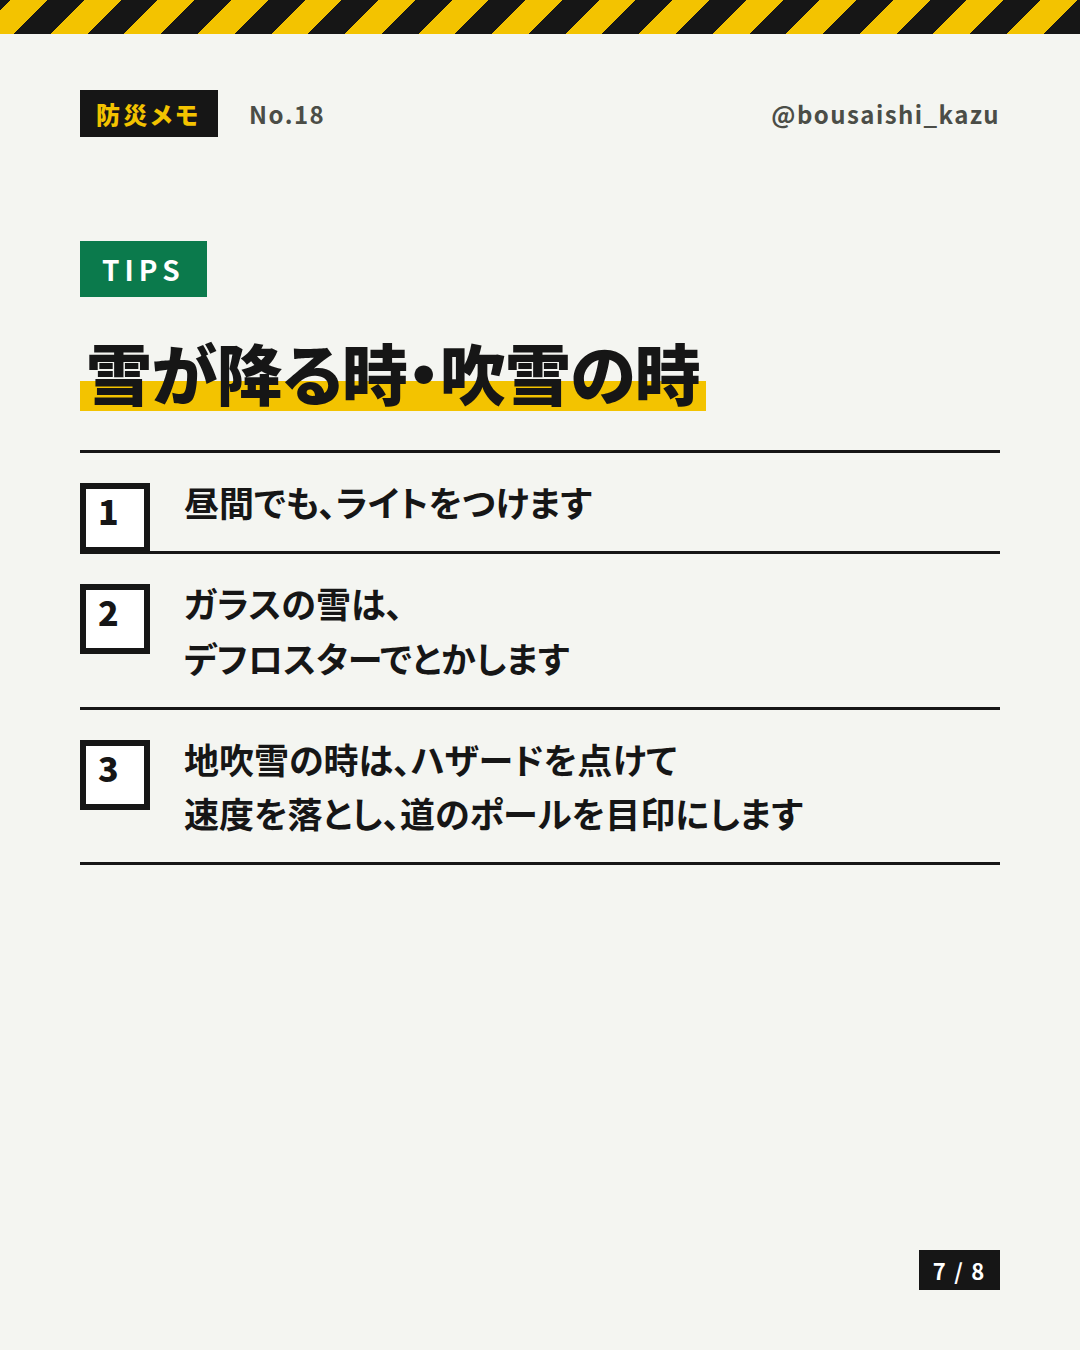 防災メモ No.18 @bousaishi_kazu
TIPS
雪が降る時・吹雪の時
1 昼間でも、ライトをつけます
2 ガラスの雪は、
デフロスターでとかします
3 地吹雪の時は、ハザードを点けて
速度を落とし、道のポールを目印にします
7 / 8